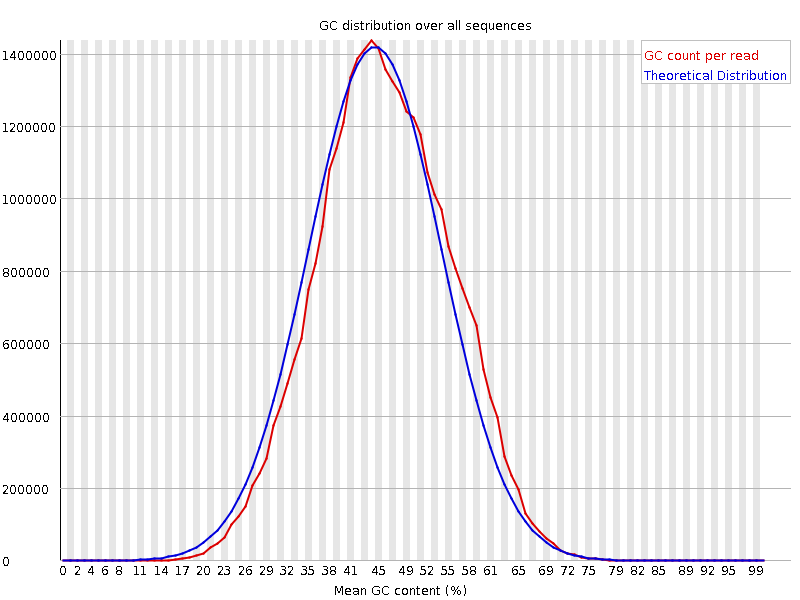 GC distribution over all sequences
GC count per read
Theoretical Distribution
1400000
1200000
1000000
800000
600000
400000
200000
0
0 2 4 6 8 11 14 17 20 23 26 29 32 35 38 41 45 49 52 55 58 61 65 69 72 75 79 82 85 89 92 95 99
Mean GC content (%)